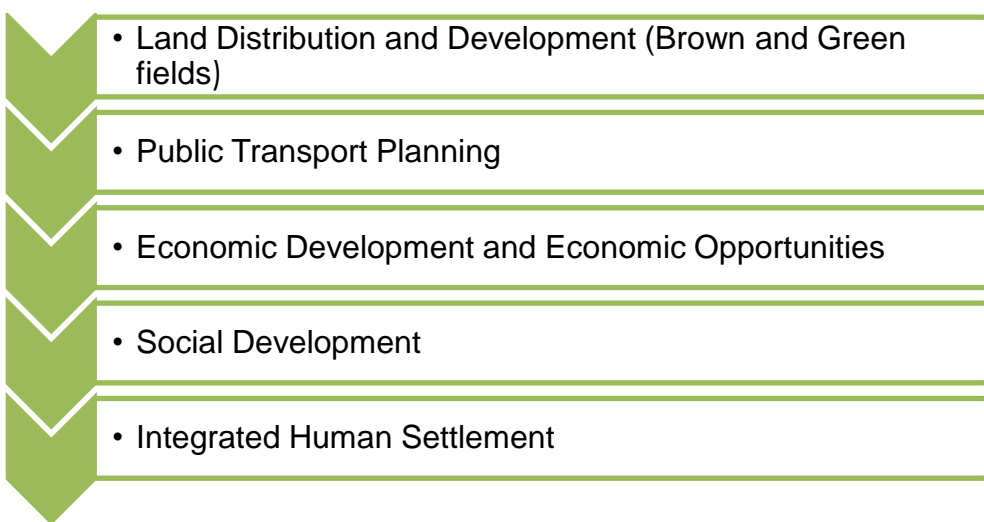 • Land Distribution and Development (Brown and Green
fields)
• Public Transport Planning
• Economic Development and Economic Opportunities
• Social Development
• Integrated Human Settlement